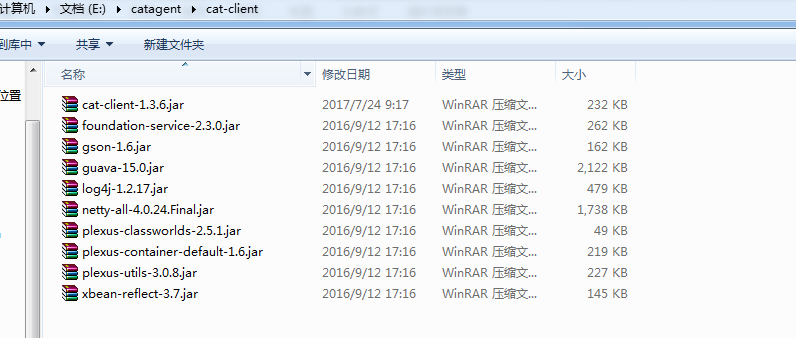 计算机 ▸ 文档 (E:) ▸ catagent ▸ cat-client
到库中 共享 新建文件夹
名称 修改日期 类型 大小
位置
cat-client-1.3.6.jar 2017/7/24 9:17 WinRAR 压缩文... 232 KB
foundation-service-2.3.0.jar 2016/9/12 17:16 WinRAR 压缩文... 262 KB
gson-1.6.jar 2016/9/12 17:16 WinRAR 压缩文... 162 KB
guava-15.0.jar 2016/9/12 17:16 WinRAR 压缩文... 2,122 KB
log4j-1.2.17.jar 2016/9/12 17:16 WinRAR 压缩文... 479 KB
netty-all-4.0.24.Final.jar 2016/9/12 17:16 WinRAR 压缩文... 1,738 KB
plexus-classworlds-2.5.1.jar 2016/9/12 17:16 WinRAR 压缩文... 49 KB
plexus-container-default-1.6.jar 2016/9/12 17:16 WinRAR 压缩文... 219 KB
plexus-utils-3.0.8.jar 2016/9/12 17:16 WinRAR 压缩文... 227 KB
xbean-reflect-3.7.jar 2016/9/12 17:16 WinRAR 压缩文... 145 KB